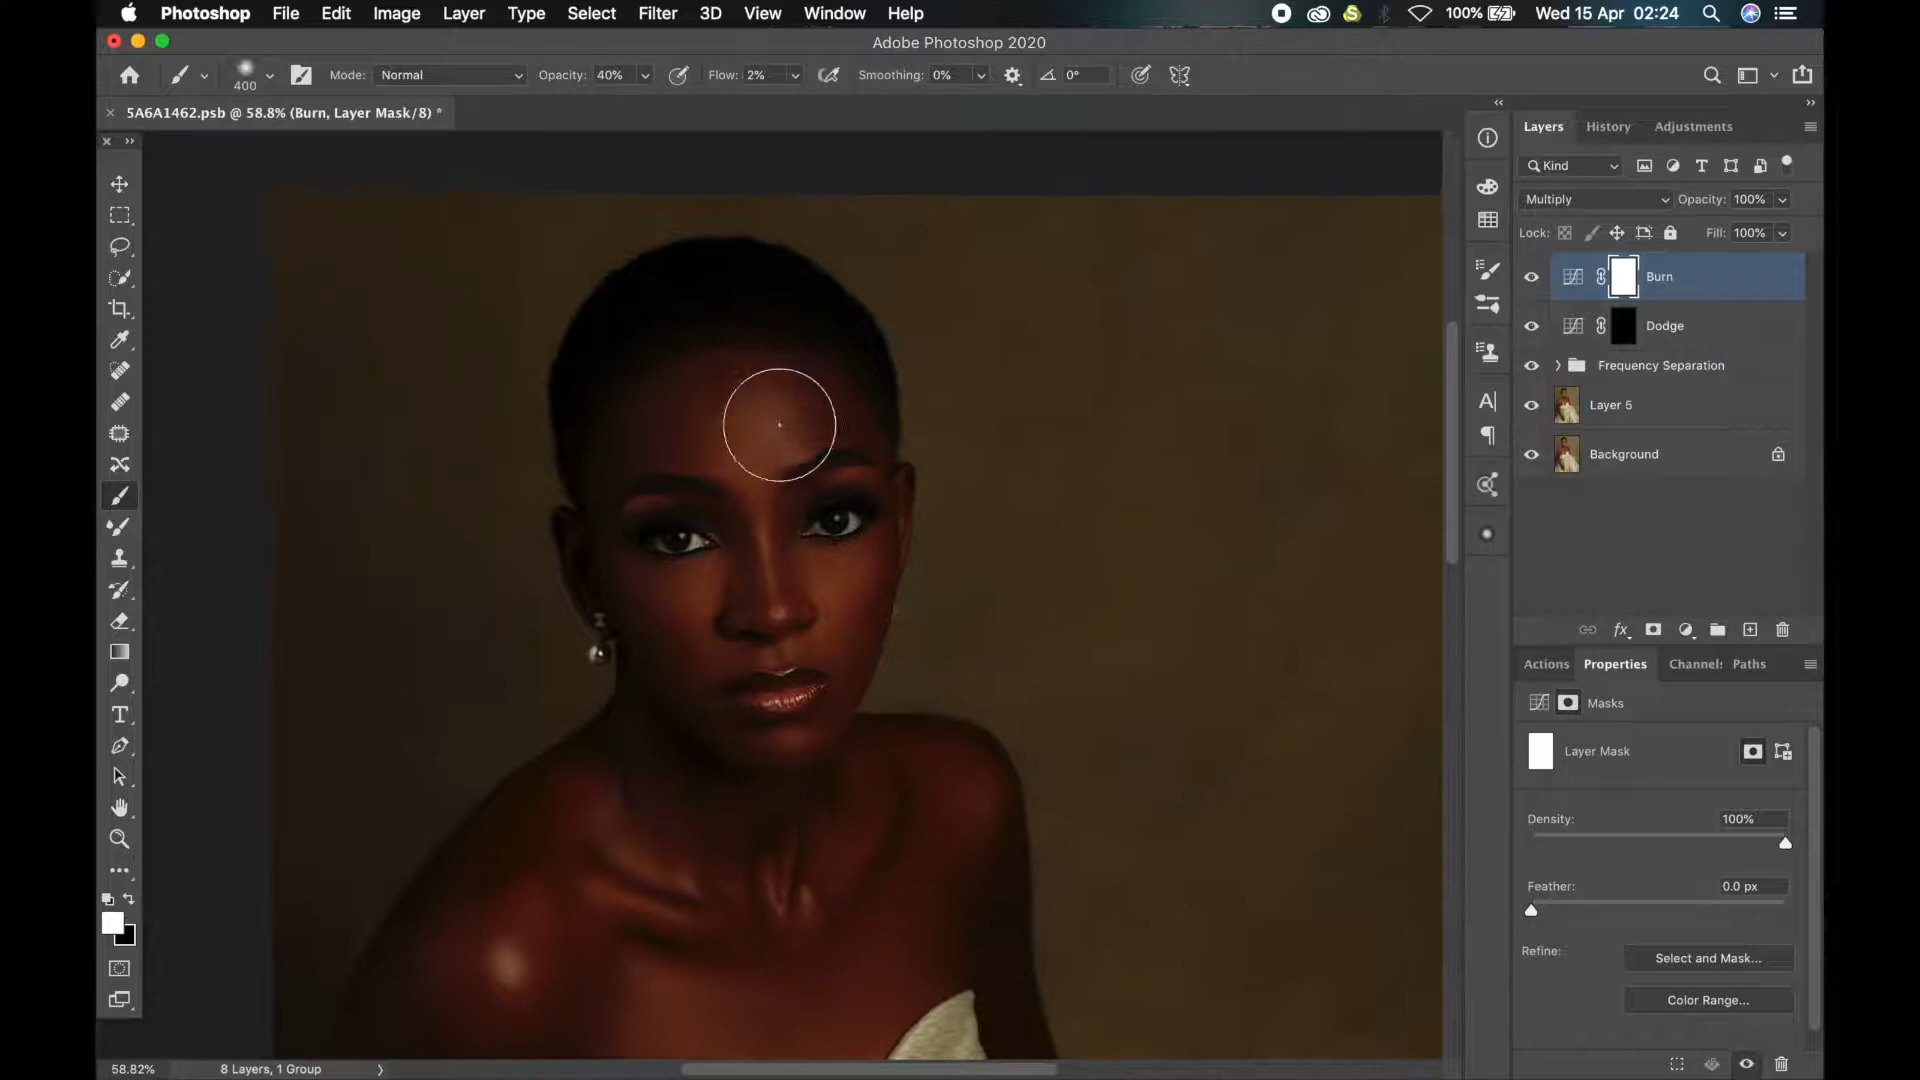 Photoshop File Edit Image Layer Type Select Filter 3D View Window Help 100% Wed 15 Apr 02:24
Adobe Photoshop 2020
400 Mode: Normal Opacity: 40% Flow: 2% Smoothing: 0% 0°
5A6A1462.psb @ 58.8% (Burn, Layer Mask/8) *
Layers History Adjustments
Kind
Multiply Opacity: 100%
Lock: Fill: 100%
Burn
Dodge
Frequency Separation
Layer 5
Background
fx
Actions Properties Channel: Paths
Masks
Layer Mask
Density: 100%
Feather: 0.0 px
Refine: Select and Mask...
Color Range...
58.82% 8 Layers, 1 Group